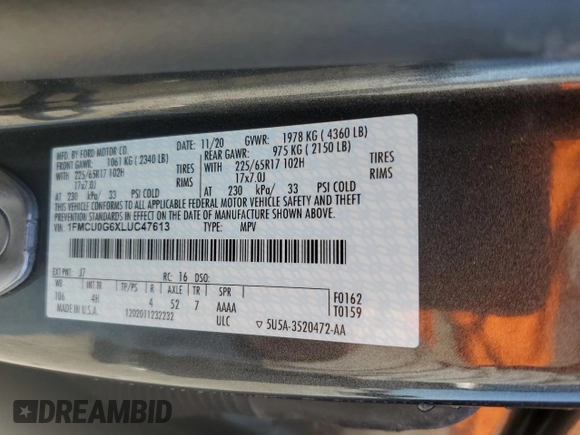 MFD. BY FORD MOTOR CO.
DATE: 11/20 GVWR: 1978 KG ( 4360 LB)
FRONT GAWR: 1061 KG ( 2340 LB)
REAR GAWR: 975 KG ( 2150 LB)
225/65R17 102H TIRES WITH
225/65R17 102H TIRES
17x7.0J RIMS
17x7.0J RIMS
AT 230 kPa/ 33 PSI COLD
AT 230 kPa/ 33 PSI COLD
THIS VEHICLE CONFORMS TO ALL APPLICABLE FEDERAL MOTOR VEHICLE SAFETY AND BUMPER STANDARDS AND THEFT PREVENTION STANDARDS IN EFFECT ON THE DATE OF MANUFACTURE SHOWN ABOVE.
VIN: 1FMCU0G6XLUC47613 TYPE: MPV
EXT PNT: J7 RC: 16 DSO:
WB INT TR TP/PS R AXLE TR SPR
106 4H 4 52 7 AAAA F0162
T0159
MADE IN U.S.A. 1202011232232 ULC 5U5A-3520472-AA
DREAMBID